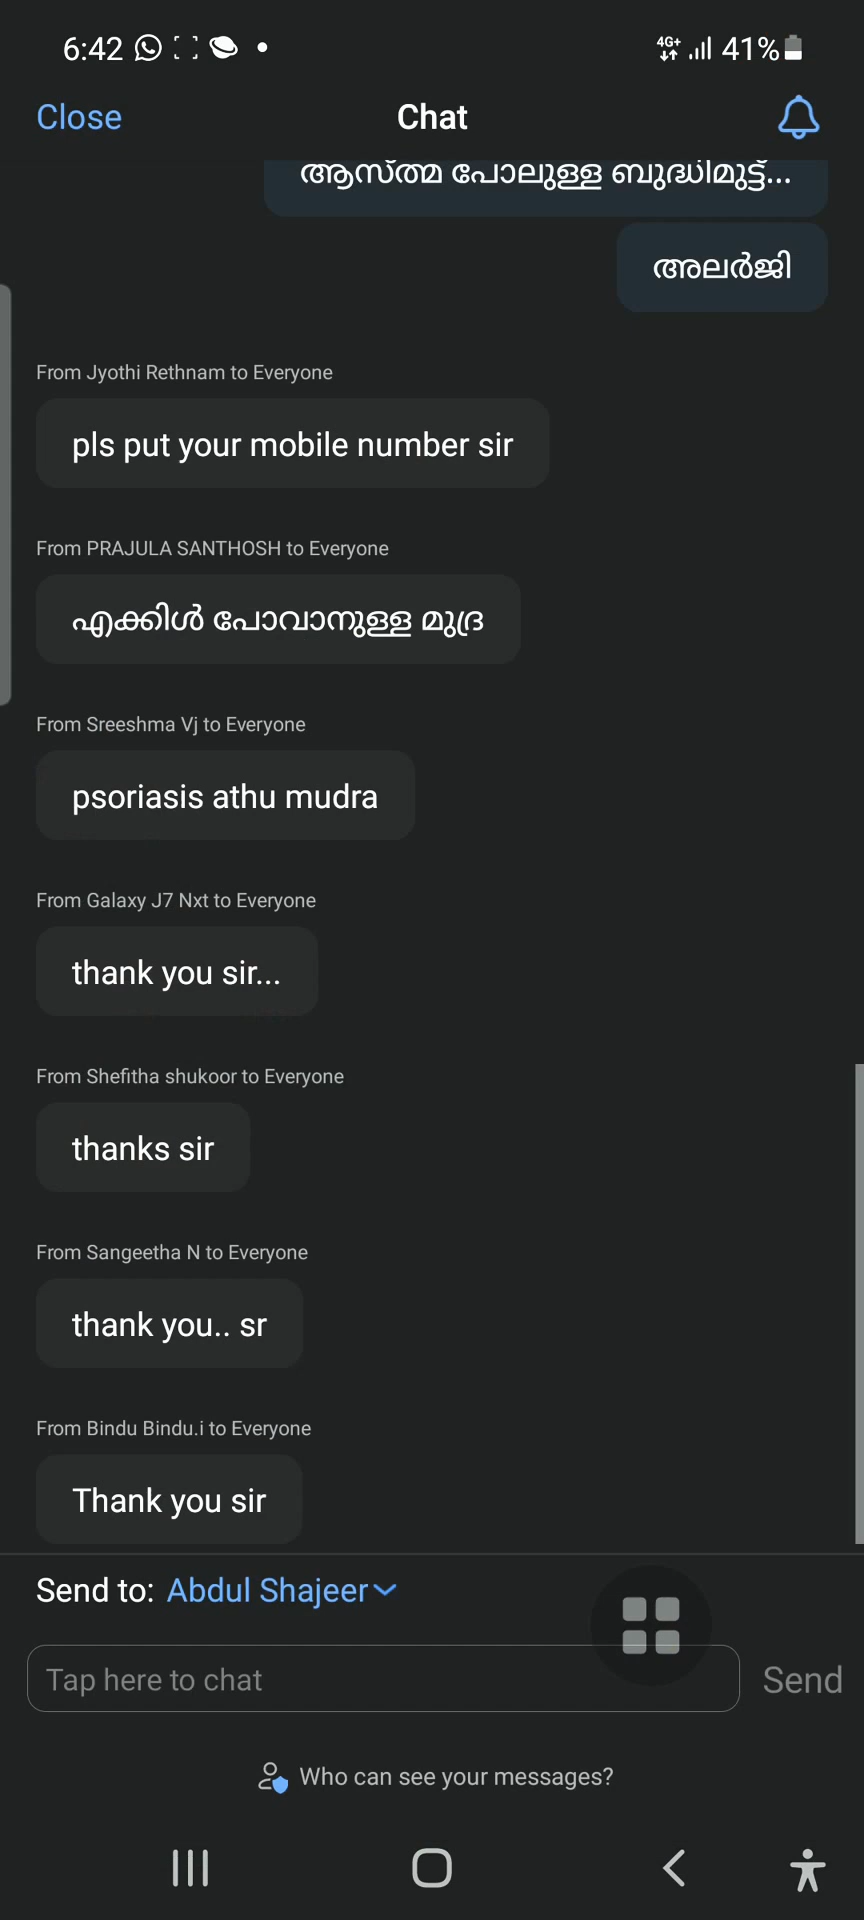 6:42
4G+ 41%
Close Chat
ആസ്ത്മ പോലുള്ള ബുദ്ധിമുട്ട്...
അലർജി
From Jyothi Rethnam to Everyone
pls put your mobile number sir
From PRAJULA SANTHOSH to Everyone
എക്കിൾ പോവാനുള്ള മുദ്ര
From Sreeshma Vj to Everyone
psoriasis athu mudra
From Galaxy J7 Nxt to Everyone
thank you sir...
From Shefitha shukoor to Everyone
thanks sir
From Sangeetha N to Everyone
thank you.. sr
From Bindu Bindu.i to Everyone
Thank you sir
Send to: Abdul Shajeer
Tap here to chat Send
Who can see your messages?